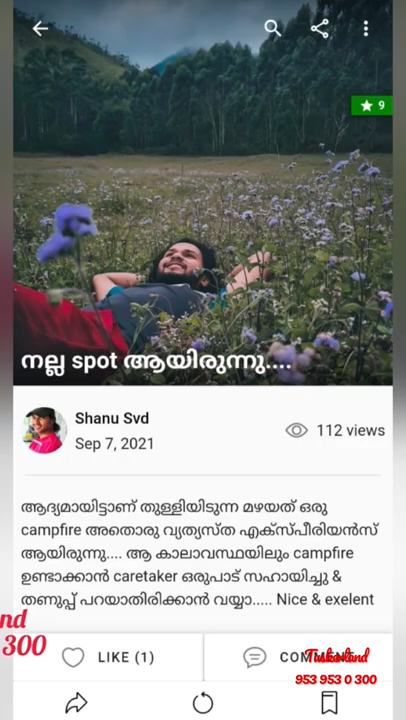 9
നല്ല spot ആയിരുന്നു....
Shanu Svd
Sep 7, 2021
112 views
ആദ്യമായിട്ടാണ് തുള്ളിയിടുന്ന മഴയത് ഒരു
campfire അതൊരു വ്യത്യസ്ത എക്സ്പീരിയൻസ്
ആയിരുന്നു.... ആ കാലാവസ്ഥയിലും campfire
ഉണ്ടാക്കാൻ caretaker ഒരുപാട് സഹായിച്ചു &
തണുപ്പ് പറയാതിരിക്കാൻ വയ്യാ..... Nice & exelent
nd
300
LIKE (1)
Tuskerland
953 953 0 300